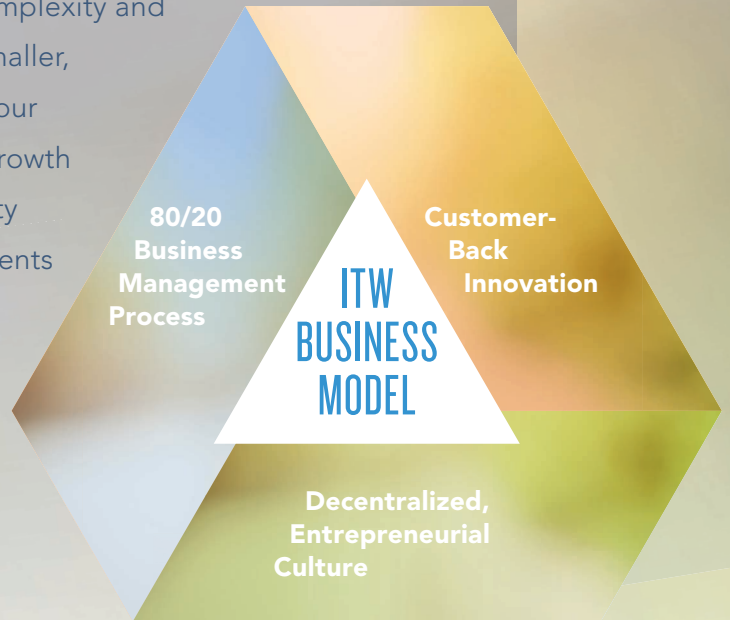 mplexity and
naller,
our
rowth
ty
ents
80/20
Business
Management
Process
Customer-
Back
Innovation
ITW
BUSINESS
MODEL
Decentralized,
Entrepreneurial
Culture